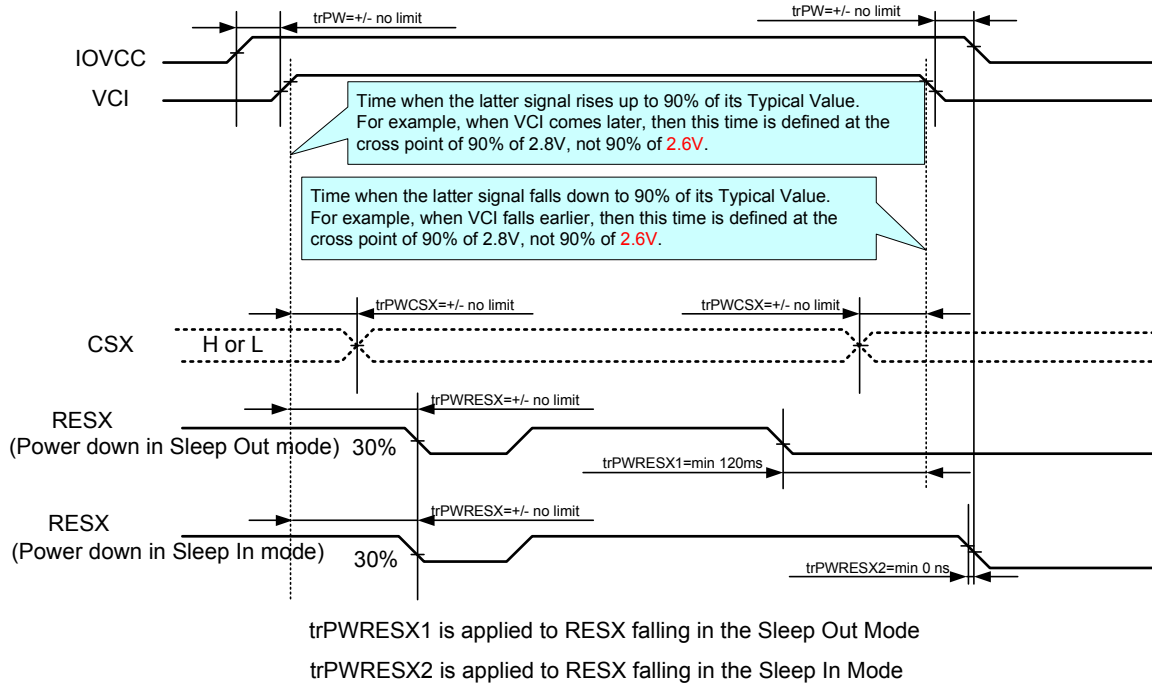 trPW=+/- no limit
trPW=+/- no limit
IOVCC
VCI
Time when the latter signal rises up to 90% of its Typical Value.
For example, when VCI comes later, then this time is defined at the
cross point of 90% of 2.8V, not 90% of 2.6V.
Time when the latter signal falls down to 90% of its Typical Value.
For example, when VCI falls earlier, then this time is defined at the
cross point of 90% of 2.8V, not 90% of 2.6V.
trPWCSX=+/- no limit
trPWCSX=+/- no limit
CSX
H or L
trPWRESX=+/- no limit
RESX
(Power down in Sleep Out mode)
30%
trPWRESX1=min 120ms
trPWRESX=+/- no limit
RESX
(Power down in Sleep In mode)
30%
trPWRESX2=min 0 ns
trPWRESX1 is applied to RESX falling in the Sleep Out Mode
trPWRESX2 is applied to RESX falling in the Sleep In Mode